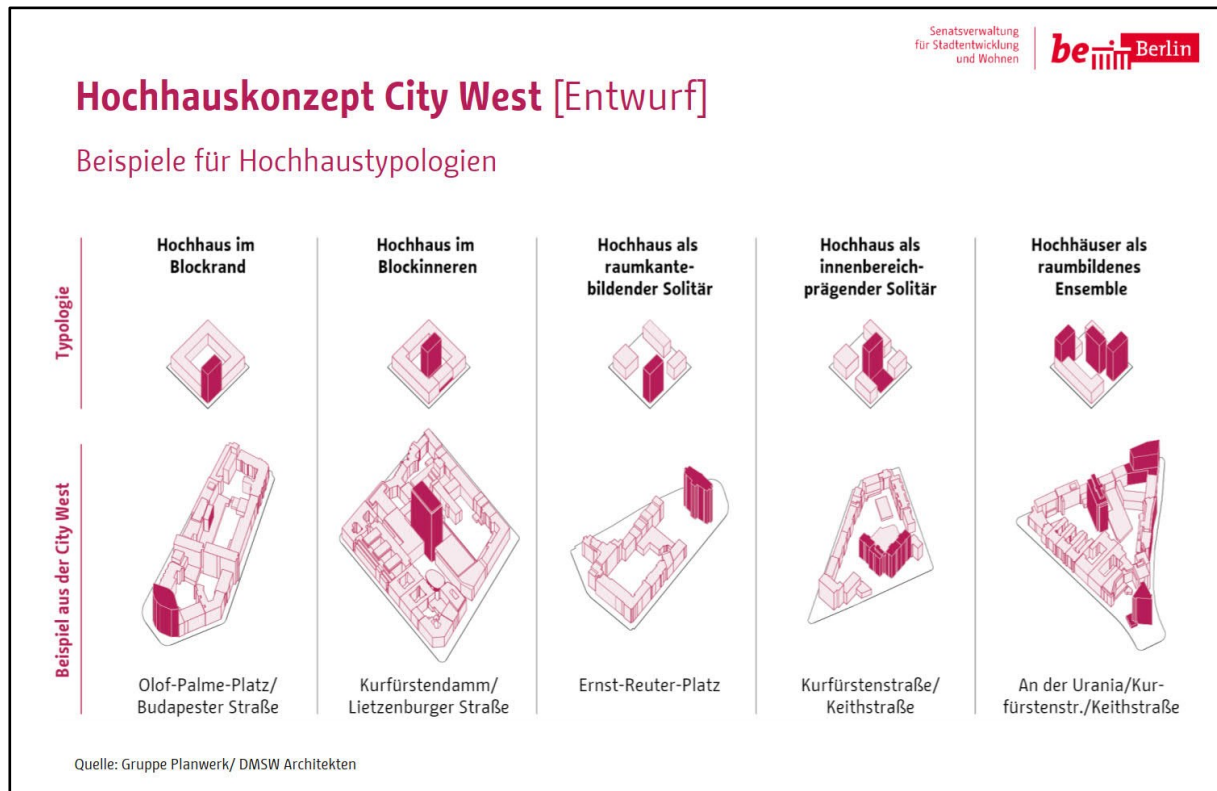 Senatsverwaltung
für Stadtentwicklung
und Wohnen
be Berlin
Hochhauskonzept City West [Entwurf]
Beispiele für Hochhaustypologien
Typologie
Hochhaus im
Blockrand
Hochhaus im
Blockinneren
Hochhaus als
raumkante-
bildender Solitär
Hochhaus als
innenbereich-
prägender Solitär
Hochhäuser als
raumbildenes
Ensemble
Beispiel aus der City West
Olof-Palme-Platz/
Budapester Straße
Kurfürstendamm/
Lietzenburger Straße
Ernst-Reuter-Platz
Kurfürstenstraße/
Keithstraße
An der Urania/Kur-
fürstenstr./Keithstraße
Quelle: Gruppe Planwerk/ DMSW Architekten